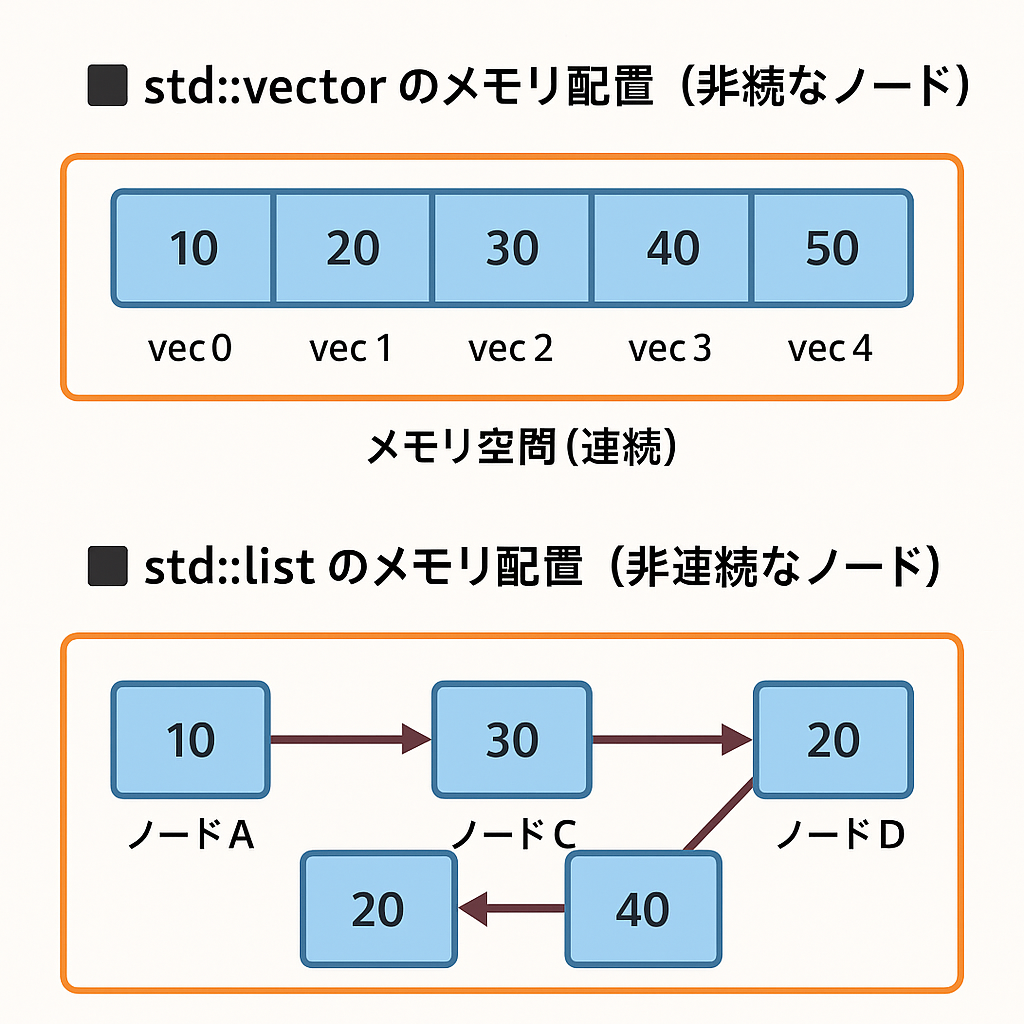 ■ std::vector のメモリ配置（非続なノード）
10 20 30 40 50
vec 0 vec 1 vec 2 vec 3 vec 4
メモリ空問 (連続)
■ std::list のメモリ配置（非連続なノード）
10 30 20
ノード A ノード C ノード D
20 40